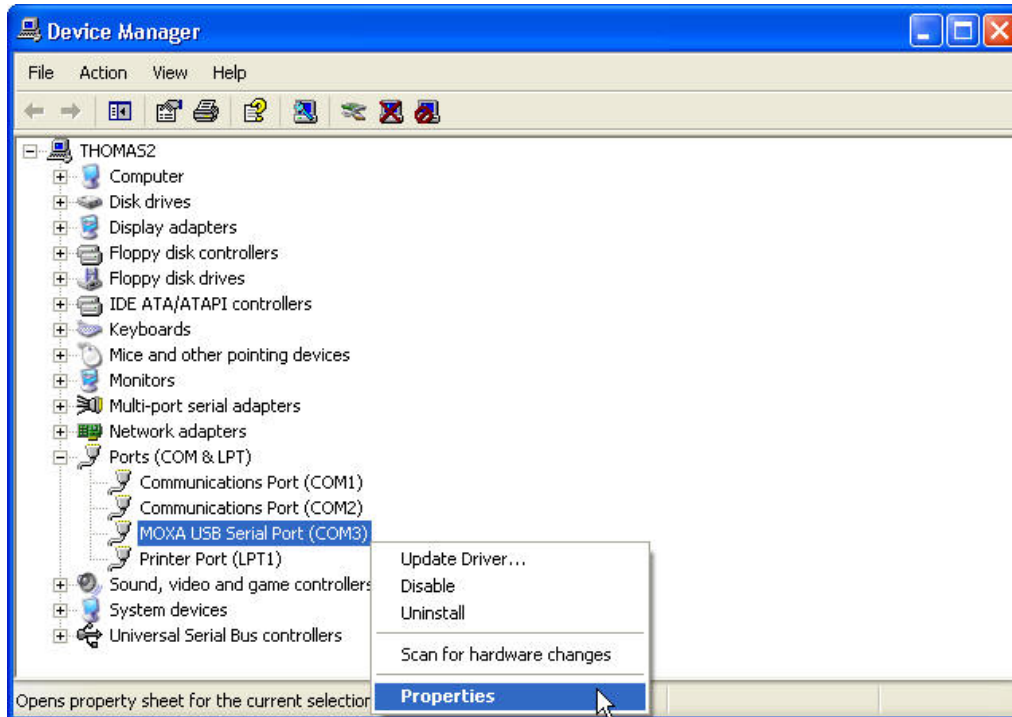 Device Manager
File Action View Help
THOMAS2
Computer
Disk drives
Display adapters
Floppy disk controllers
Floppy disk drives
IDE ATA/ATAPI controllers
Keyboards
Mice and other pointing devices
Monitors
Multi-port serial adapters
Network adapters
Ports (COM & LPT)
Communications Port (COM1)
Communications Port (COM2)
MOXA USB Serial Port (COM3)
Printer Port (LPT1)
Sound, video and game controllers
System devices
Universal Serial Bus controllers
Update Driver...
Disable
Uninstall
Scan for hardware changes
Properties
Opens property sheet for the current selection